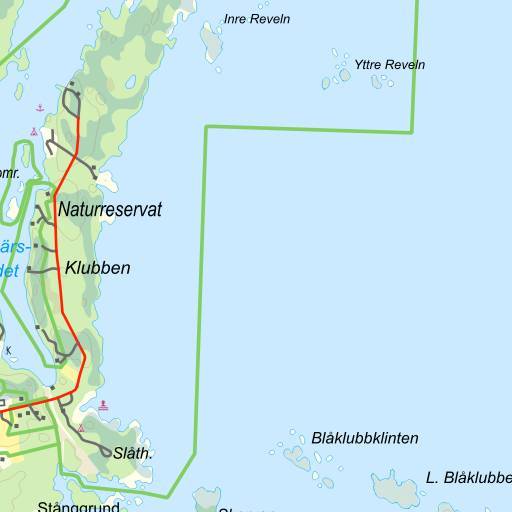 Inre Reveln
Yttre Reveln
omr.
Naturreservat
ärs-
det
Klubben
K
Blåklubbklinten
Slåth.
L. Blåklubbe
Stånggrund